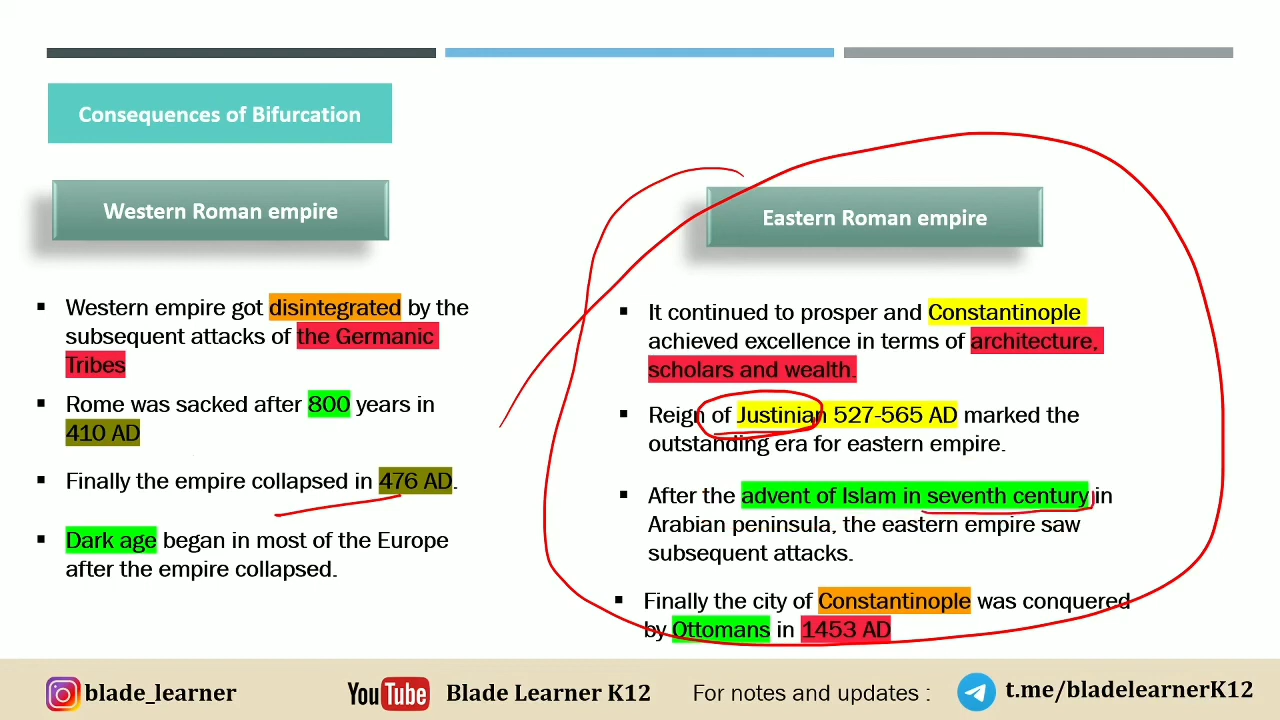 Consequences of Bifurcation
Western Roman empire
Western empire got disintegrated by the
subsequent attacks of the Germanic
Tribes
Rome was sacked after 800 years in
410 AD
Finally the empire collapsed in 476 AD.
Dark age began in most of the Europe
after the empire collapsed.
Eastern Roman empire
It continued to prosper and Constantinople
achieved excellence in terms of architecture,
scholars and wealth.
Reign of Justinian 527-565 AD marked the
outstanding era for eastern empire.
After the advent of Islam in seventh century in
Arabian peninsula, the eastern empire saw
subsequent attacks.
Finally the city of Constantinople was conquered
by Ottomans in 1453 AD
blade_learner
YouTube Blade Learner K12
For notes and updates :
t.me/bladelearnerK12